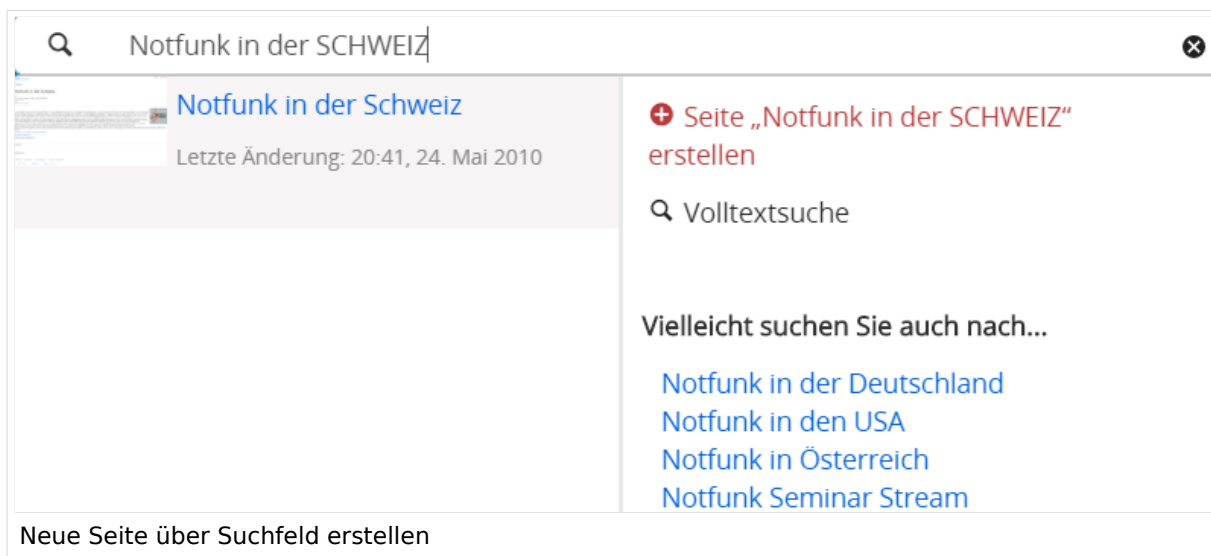 Notfunk in der SCHWEIZ
Notfunk in der Schweiz
Letzte Änderung: 20:41, 24. Mai 2010
Seite „Notfunk in der SCHWEIZ“
erstellen
Volltextsuche
Vielleicht suchen Sie auch nach...
Notfunk in der Deutschland
Notfunk in den USA
Notfunk in Österreich
Notfunk Seminar Stream
Neue Seite über Suchfeld erstellen